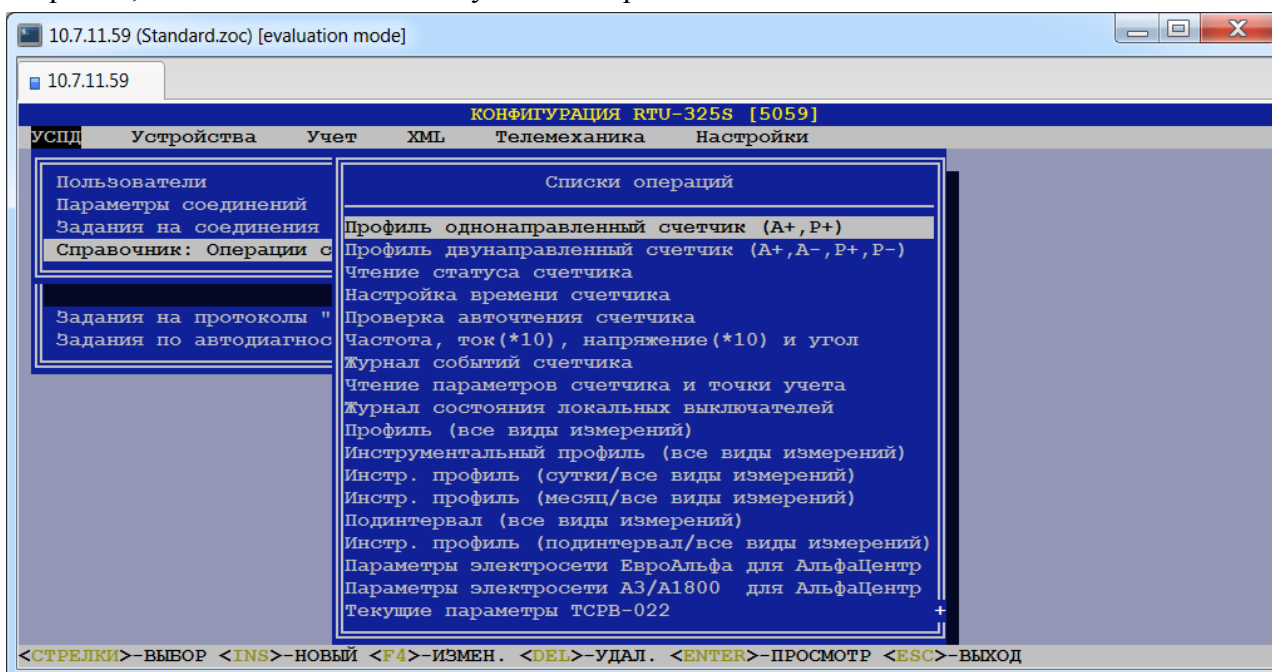 10.7.11.59 (Standard.zoc) [evaluation mode]
10.7.11.59
КОНФИГУРАЦИЯ RTU-325S [5059]
УСПД Устройства Учет XML Телемеханика Настройки
Пользователи
Параметры соединений
Задания на соединения
Справочник: Операции с
Задания на протоколы "
Задания по автодиагнос
Списки операций
Профиль однонаправленный счетчик (A+,P+)
Профиль двунаправленный счетчик (A+,A-,P+,P-)
Чтение статуса счетчика
Настройка времени счетчика
Проверка авточтения счетчика
Частота, ток(*10), напряжение(*10) и угол
Журнал событий счетчика
Чтение параметров счетчика и точки учета
Журнал состояния локальных выключателей
Профиль (все виды измерений)
Инструментальный профиль (все виды измерений)
Инстр. профиль (сутки/все виды измерений)
Инстр. профиль (месяц/все виды измерений)
Подинтервал (все виды измерений)
Инстр. профиль (подинтервал/все виды измерений)
Параметры электросети ЕвроАльфа для АльфаЦентр
Параметры электросети А3/А1800 для АльфаЦентр
Текущие параметры ТСРВ-022 +
<СТРЕЛКИ>-ВЫБОР <INS>-НОВЫЙ <F4>-ИЗМЕН. <DEL>-УДАЛ. <ENTER>-ПРОСМОТР <ESC>-ВЫХОД